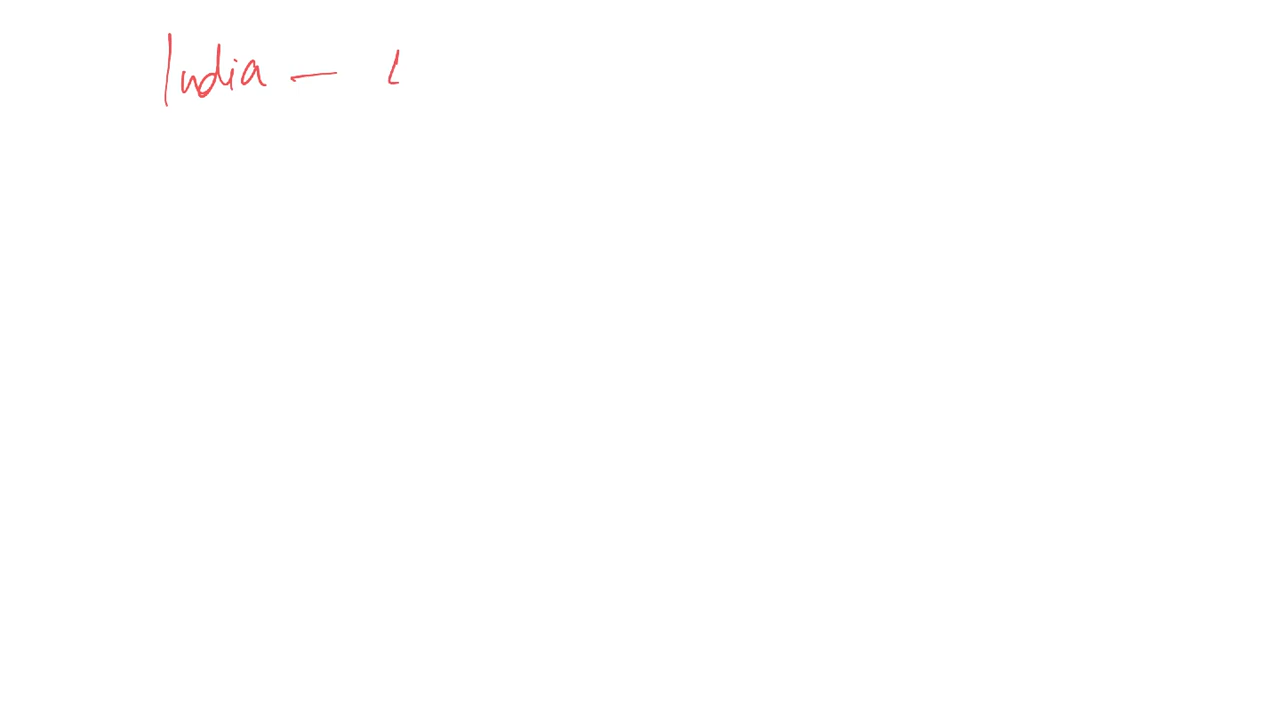 India —